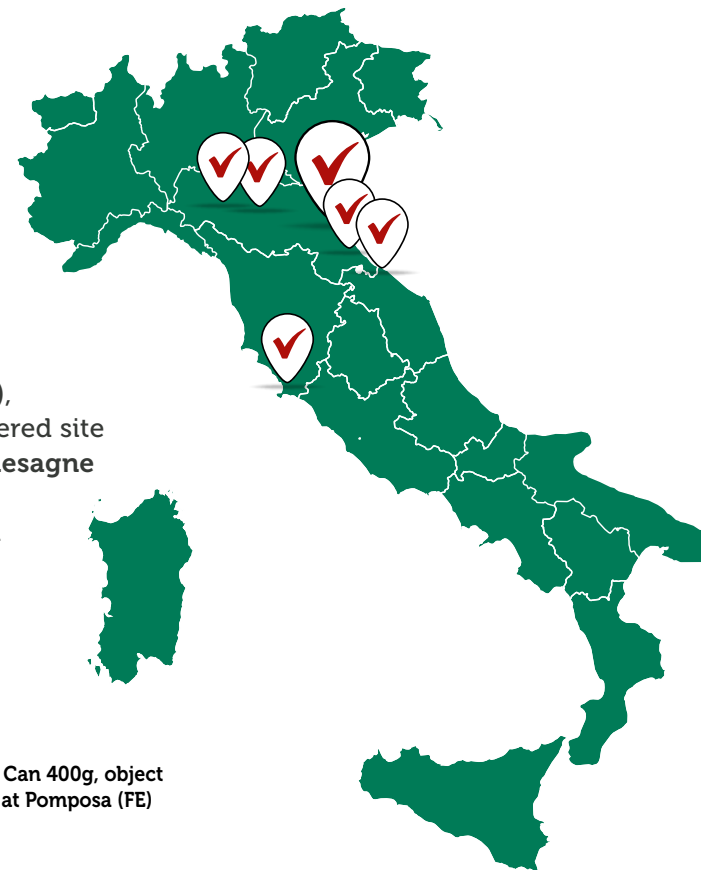 ),
ered site
esagne
Can 400g, object
at Pomposa (FE)